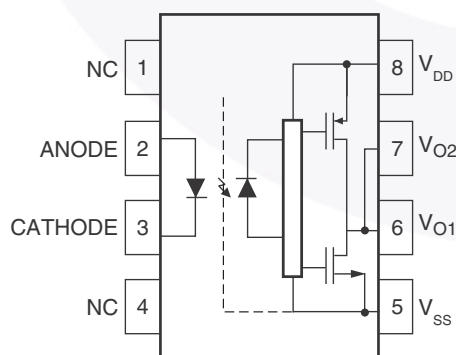 NC 1
ANODE 2
CATHODE 3
NC 4
8 VDD
7 VO2
6 VO1
5 VSS